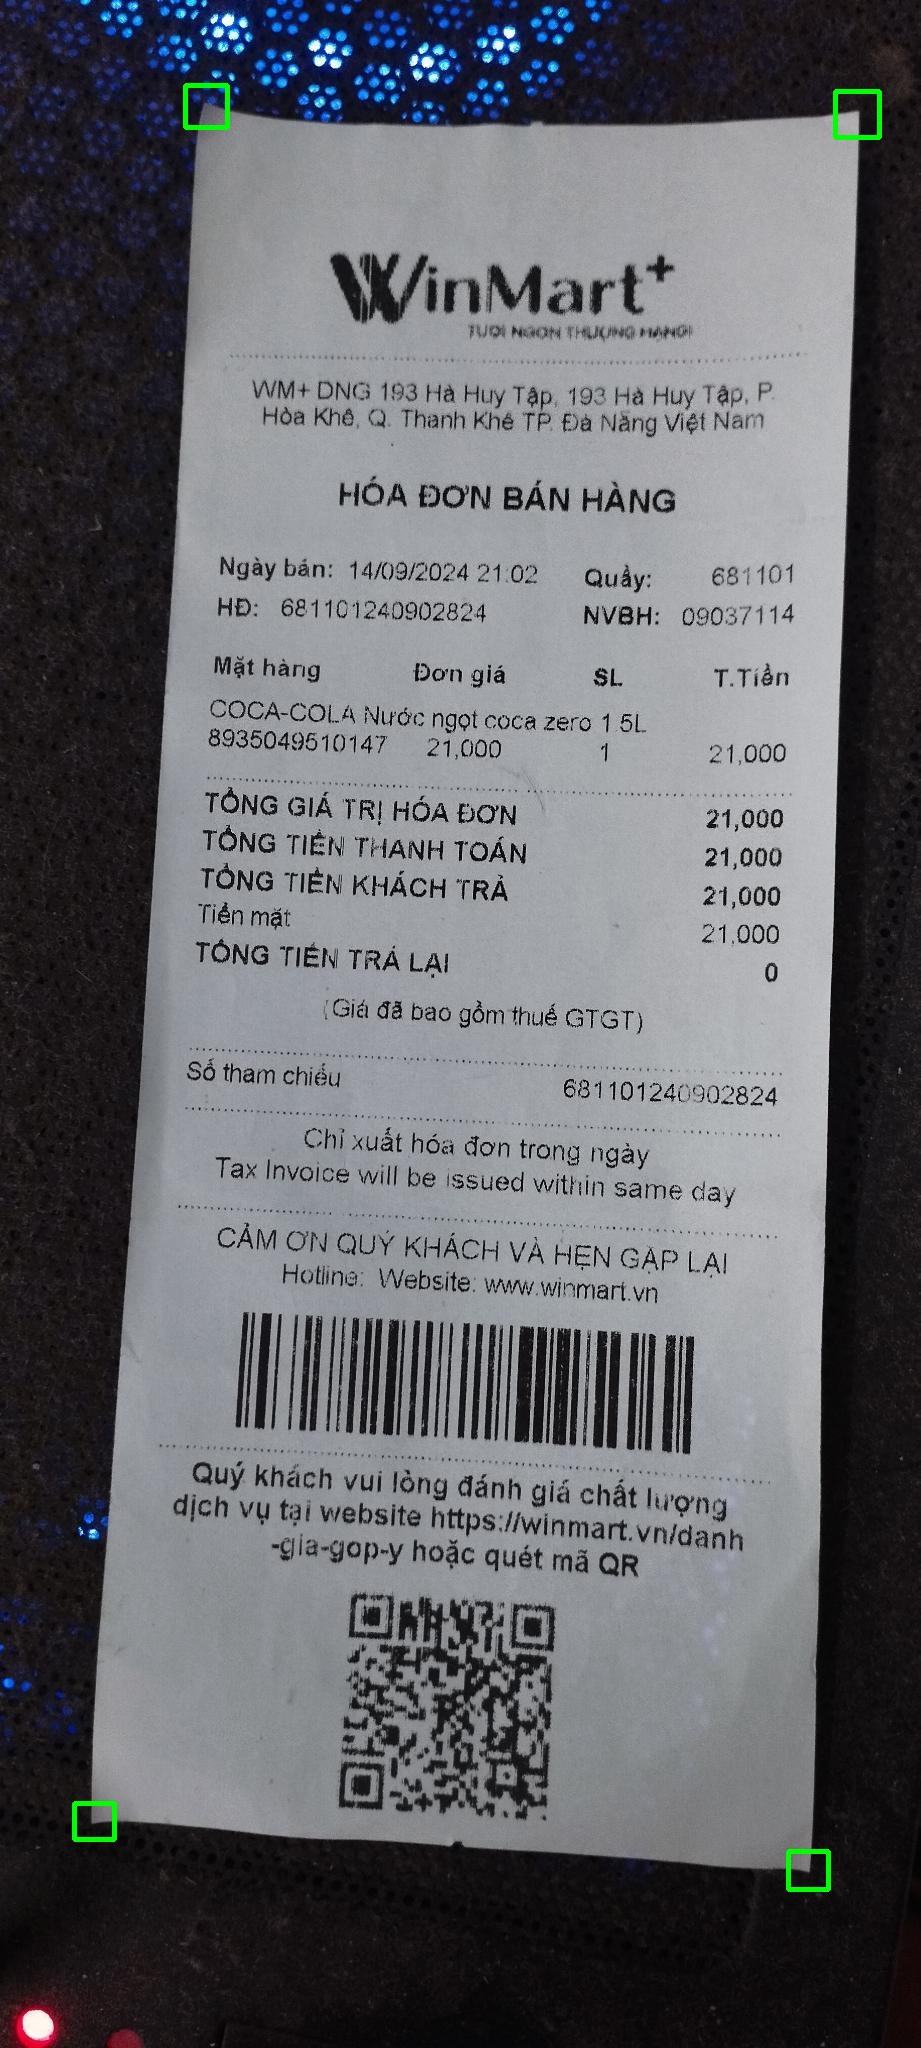 WinMart+
TƯƠI NGON THƯỢNG HẠNG!
WM+ DNG 193 Hà Huy Tập, 193 Hà Huy Tập, P.
Hòa Khê, Q. Thanh Khê TP. Đà Nẵng Việt Nam
HÓA ĐƠN BÁN HÀNG
Ngày bán: 14/09/2024 21:02 Quầy: 681101
HĐ: 681101240902824 NVBH: 09037114
Mặt hàng Đơn giá SL T.Tiền
COCA-COLA Nước ngọt coca zero 1.5L
8935049510147 21,000 1 21,000
TỔNG GIÁ TRỊ HÓA ĐƠN 21,000
TỔNG TIỀN THANH TOÁN 21,000
TỔNG TIỀN KHÁCH TRẢ 21,000
Tiền mặt 21,000
TỔNG TIỀN TRẢ LẠI 0
(Giá đã bao gồm thuế GTGT)
Số tham chiếu 681101240902824
Chỉ xuất hóa đơn trong ngày
Tax Invoice will be issued within same day
CẢM ƠN QUÝ KHÁCH VÀ HẸN GẶP LẠI
Hotline: Website: www.winmart.vn
Quý khách vui lòng đánh giá chất lượng
dịch vụ tại website https://winmart.vn/danh
-gia-gop-y hoặc quét mã QR